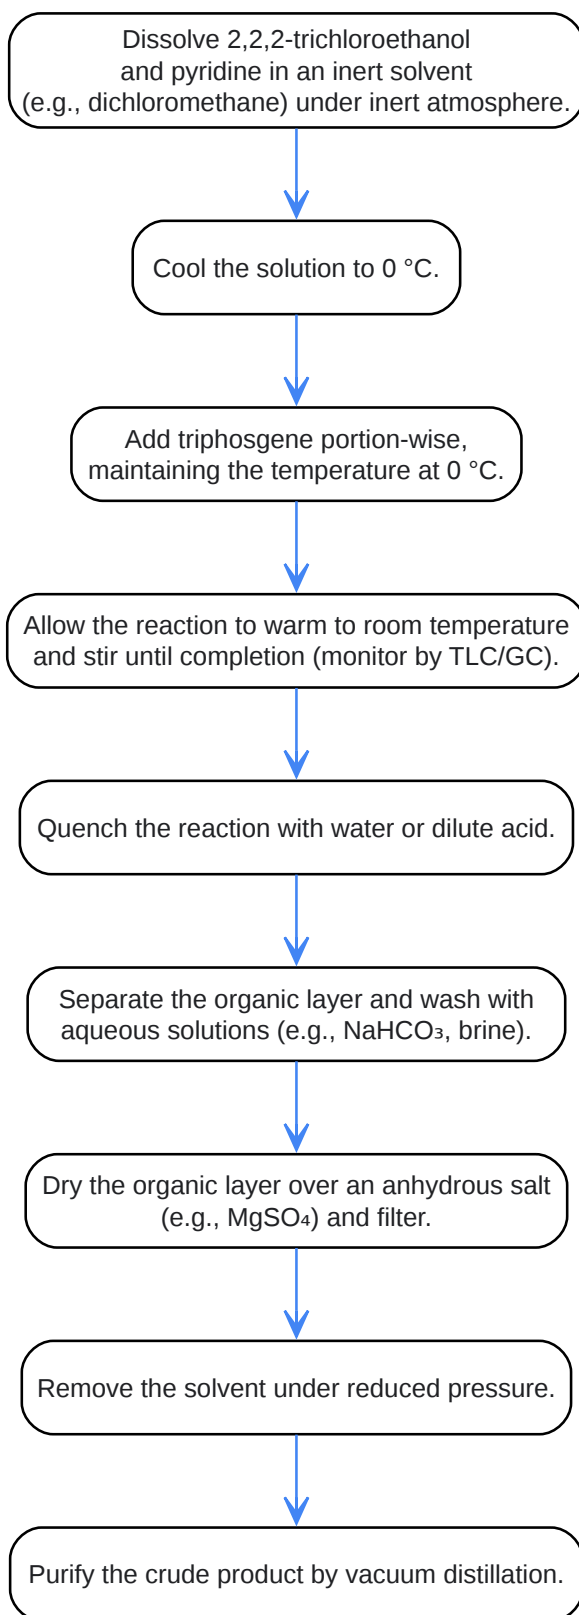 Dissolve 2,2,2-trichloroethanol
and pyridine in an inert solvent
(e.g., dichloromethane) under inert atmosphere.
Cool the solution to 0 °C.
Add triphosgene portion-wise,
maintaining the temperature at 0 °C.
Allow the reaction to warm to room temperature
and stir until completion (monitor by TLC/GC).
Quench the reaction with water or dilute acid.
Separate the organic layer and wash with
aqueous solutions (e.g., NaHCO₃, brine).
Dry the organic layer over an anhydrous salt
(e.g., MgSO₄) and filter.
Remove the solvent under reduced pressure.
Purify the crude product by vacuum distillation.